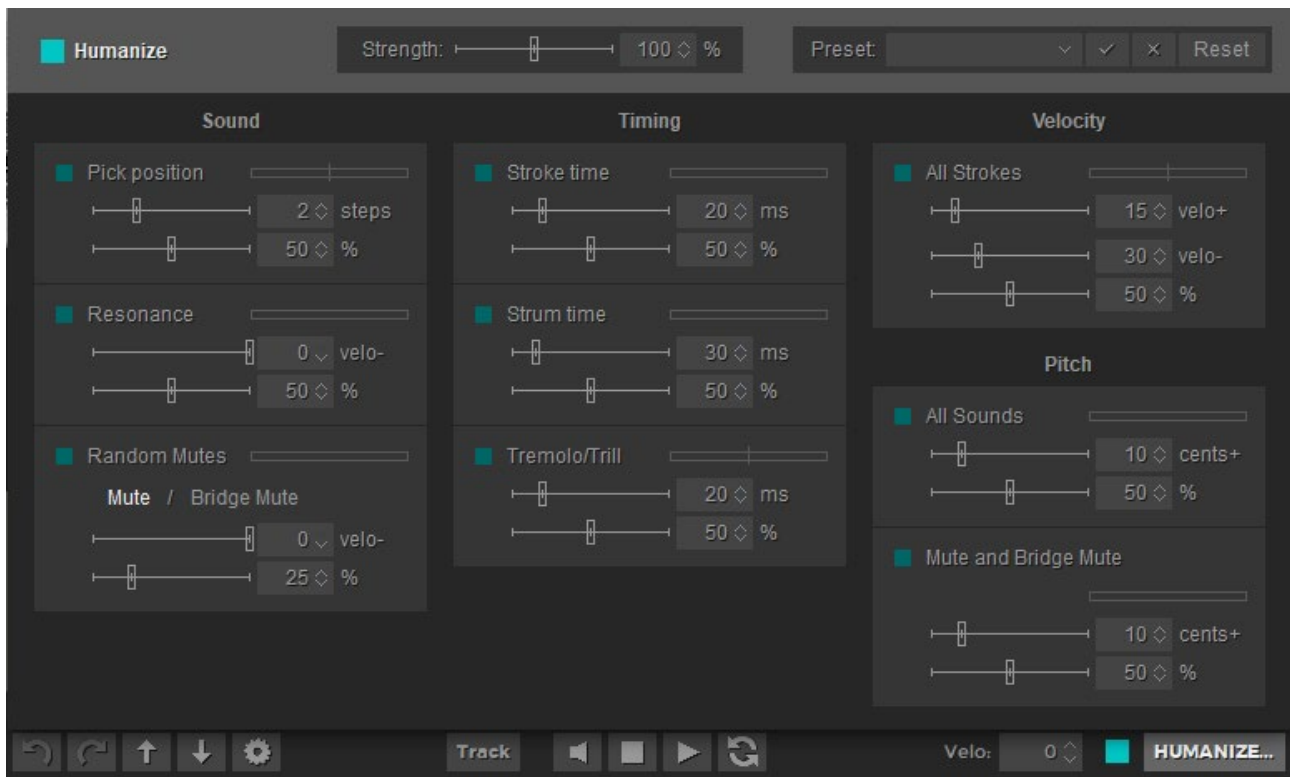 Humanize
Strength: 100 %
Preset: Reset
Sound
Pick position
2 steps
50 %
Resonance
0 velo-
50 %
Random Mutes
Mute / Bridge Mute
0 velo-
25 %
Timing
Stroke time
20 ms
50 %
Strum time
30 ms
50 %
Tremolo/Trill
20 ms
50 %
Velocity
All Strokes
15 velo+
30 velo-
50 %
Pitch
All Sounds
10 cents+
50 %
Mute and Bridge Mute
10 cents+
50 %
Track
Velo: 0
HUMANIZE...